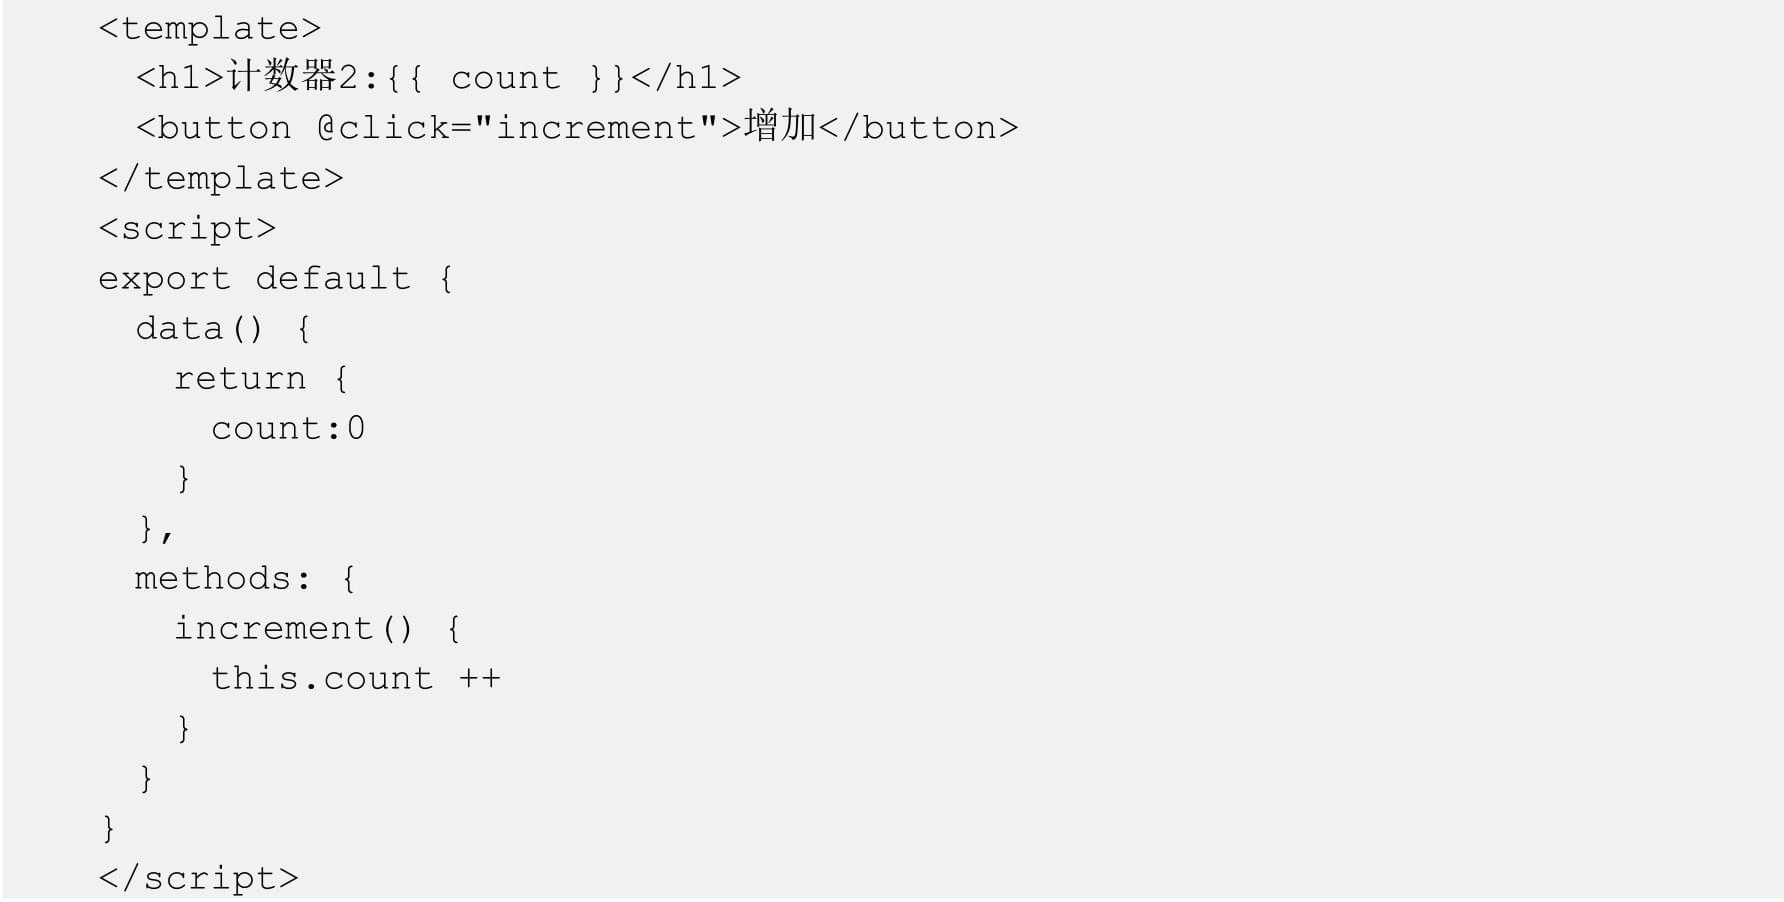 <template>
  <h1>计数器2:{{ count }}</h1>
  <button @click="increment">增加</button>
</template>
<script>
export default {
  data() {
    return {
      count:0
    }
  },
  methods: {
    increment() {
      this.count ++
    }
  }
}
</script>